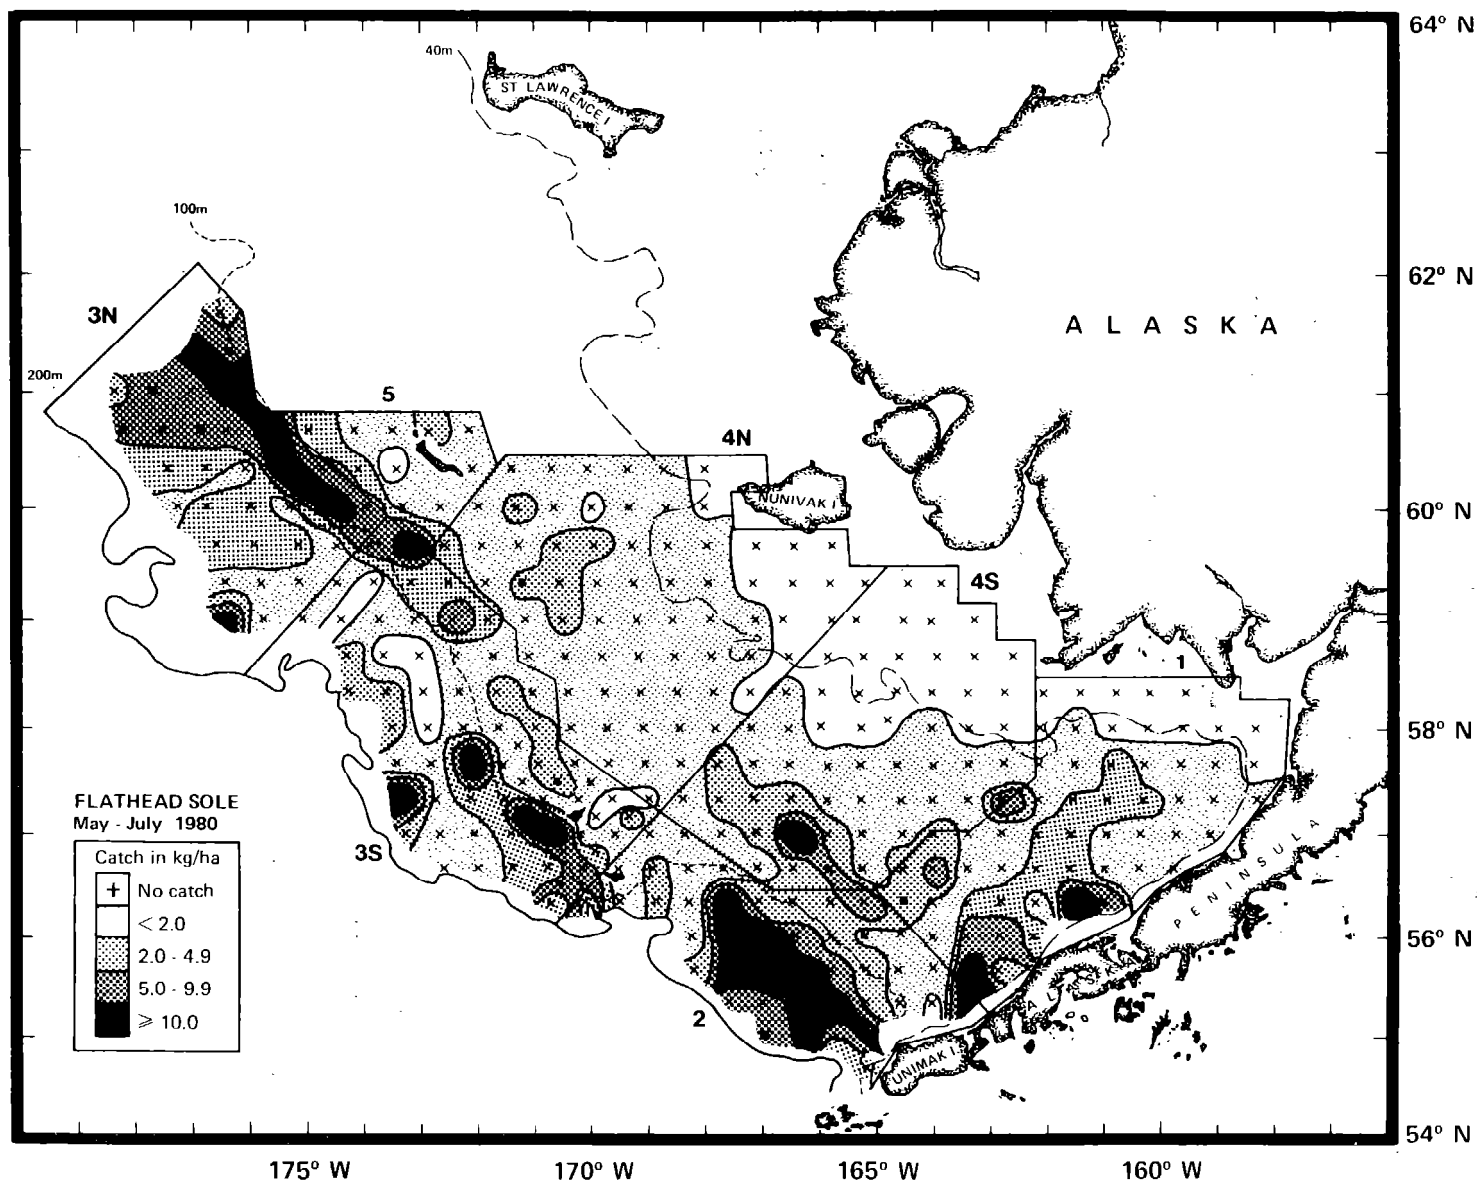 64° N
40m
ST LAWRENCE I
100m
62° N
3N
ALASKA
200m
5
4N
NUNIVAK I
60° N
4S
1
58° N
FLATHEAD SOLE
May - July 1980
Catch in kg/ha
+ No catch
< 2.0
2.0 - 4.9
5.0 - 9.9
⩾ 10.0
3S
ALASKA PENINSULA
56° N
2
UNIMAK I
54° N
175° W
170° W
165° W
160° W